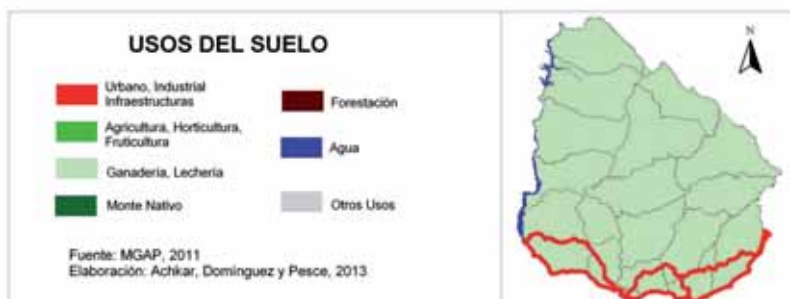 USOS DEL SUELO
Urbano, Industrial
Infraestructuras
Agricultura, Horticultura,
Fruticultura
Ganadería, Lechería
Monte Nativo
Forestación
Agua
Otros Usos
Fuente: MGAP, 2011
Elaboración: Achkar, Domínguez y Pesce, 2013
N